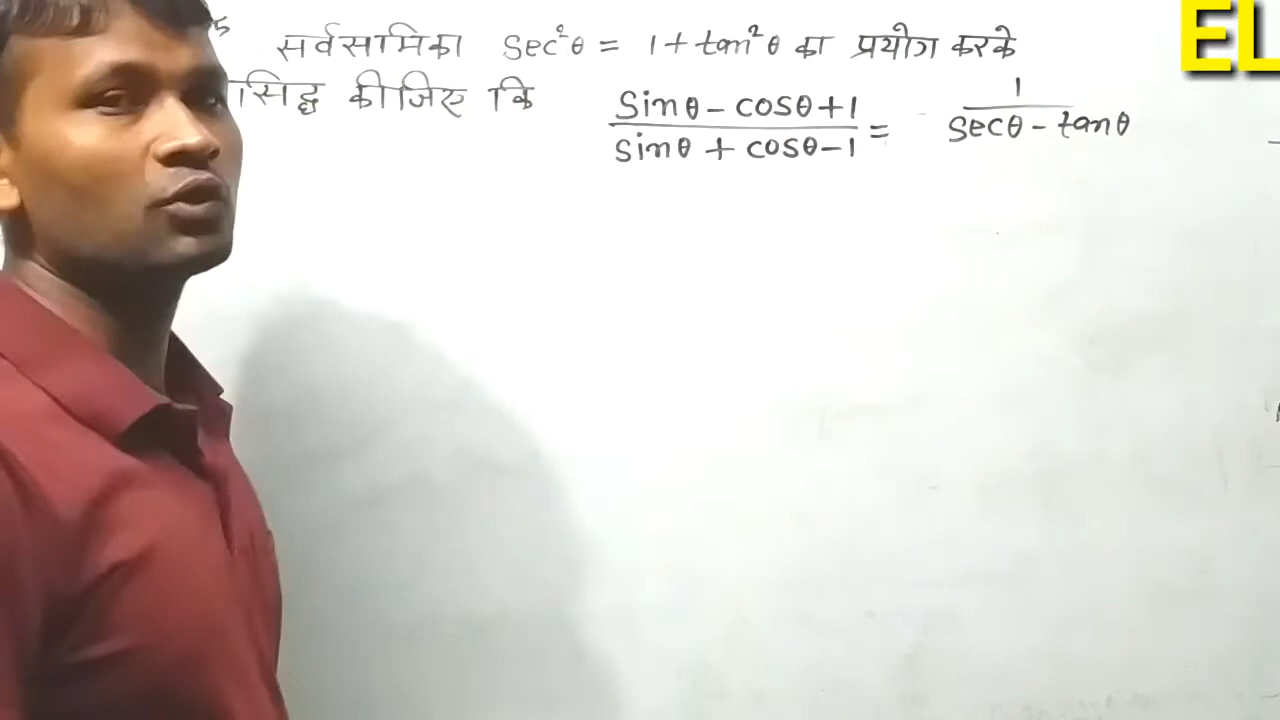 सर्वसामिका sec²θ = 1 + tan²θ का प्रयोग करके
सिद्ध कीजिए कि
sinθ - cosθ + 1 / sinθ + cosθ - 1 = 1 / secθ - tanθ
EL